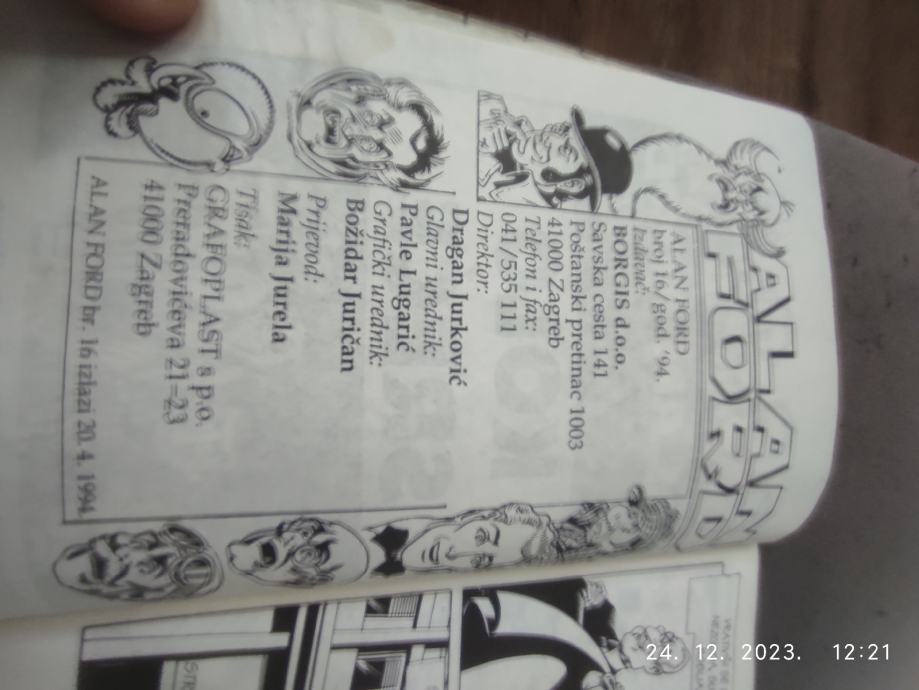 ALAN
FORD
ALAN FORD
broj 16/god. '94.
Izdavač:
BORGIS d.o.o.
Savska cesta 141
Poštanski pretinac 1003
41000 Zagreb
Telefon i fax:
041/535 111
Direktor:
Dragan Jurković
Glavni urednik:
Pavle Lugarić
Grafički urednik:
Božidar Juričan
Prijevod:
Marija Jurela
Tisak:
GRAFOPLAST s p.o.
Preradovićeva 21-23
41000 Zagreb
ALAN FORD br. 16 izlazi 20. 4. 1994.
24. 12. 2023. 12:21